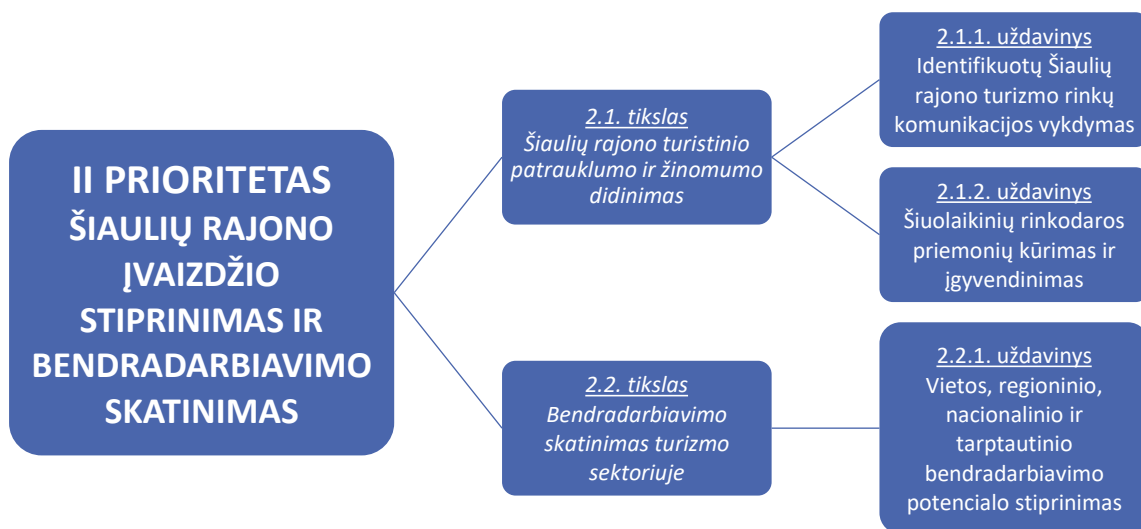 II PRIORITETAS
ŠIAULIŲ RAJONO
ĮVAIZDŽIO
STIPRINIMAS IR
BENDRADARBIAVIMO
SKATINIMAS
2.1. tikslas
Šiaulių rajono turistinio
patrauklumo ir žinomumo
didinimas
2.1.1. uždavinys
Identifikuotų Šiaulių
rajono turizmo rinkų
komunikacijos vykdymas
2.1.2. uždavinys
Šiuolaikinių rinkodaros
priemonių kūrimas ir
įgyvendinimas
2.2. tikslas
Bendradarbiavimo
skatinimas turizmo
sektoriuje
2.2.1. uždavinys
Vietos, regioninio,
nacionalinio ir
tarptautinio
bendradarbiavimo
potencialo stiprinimas